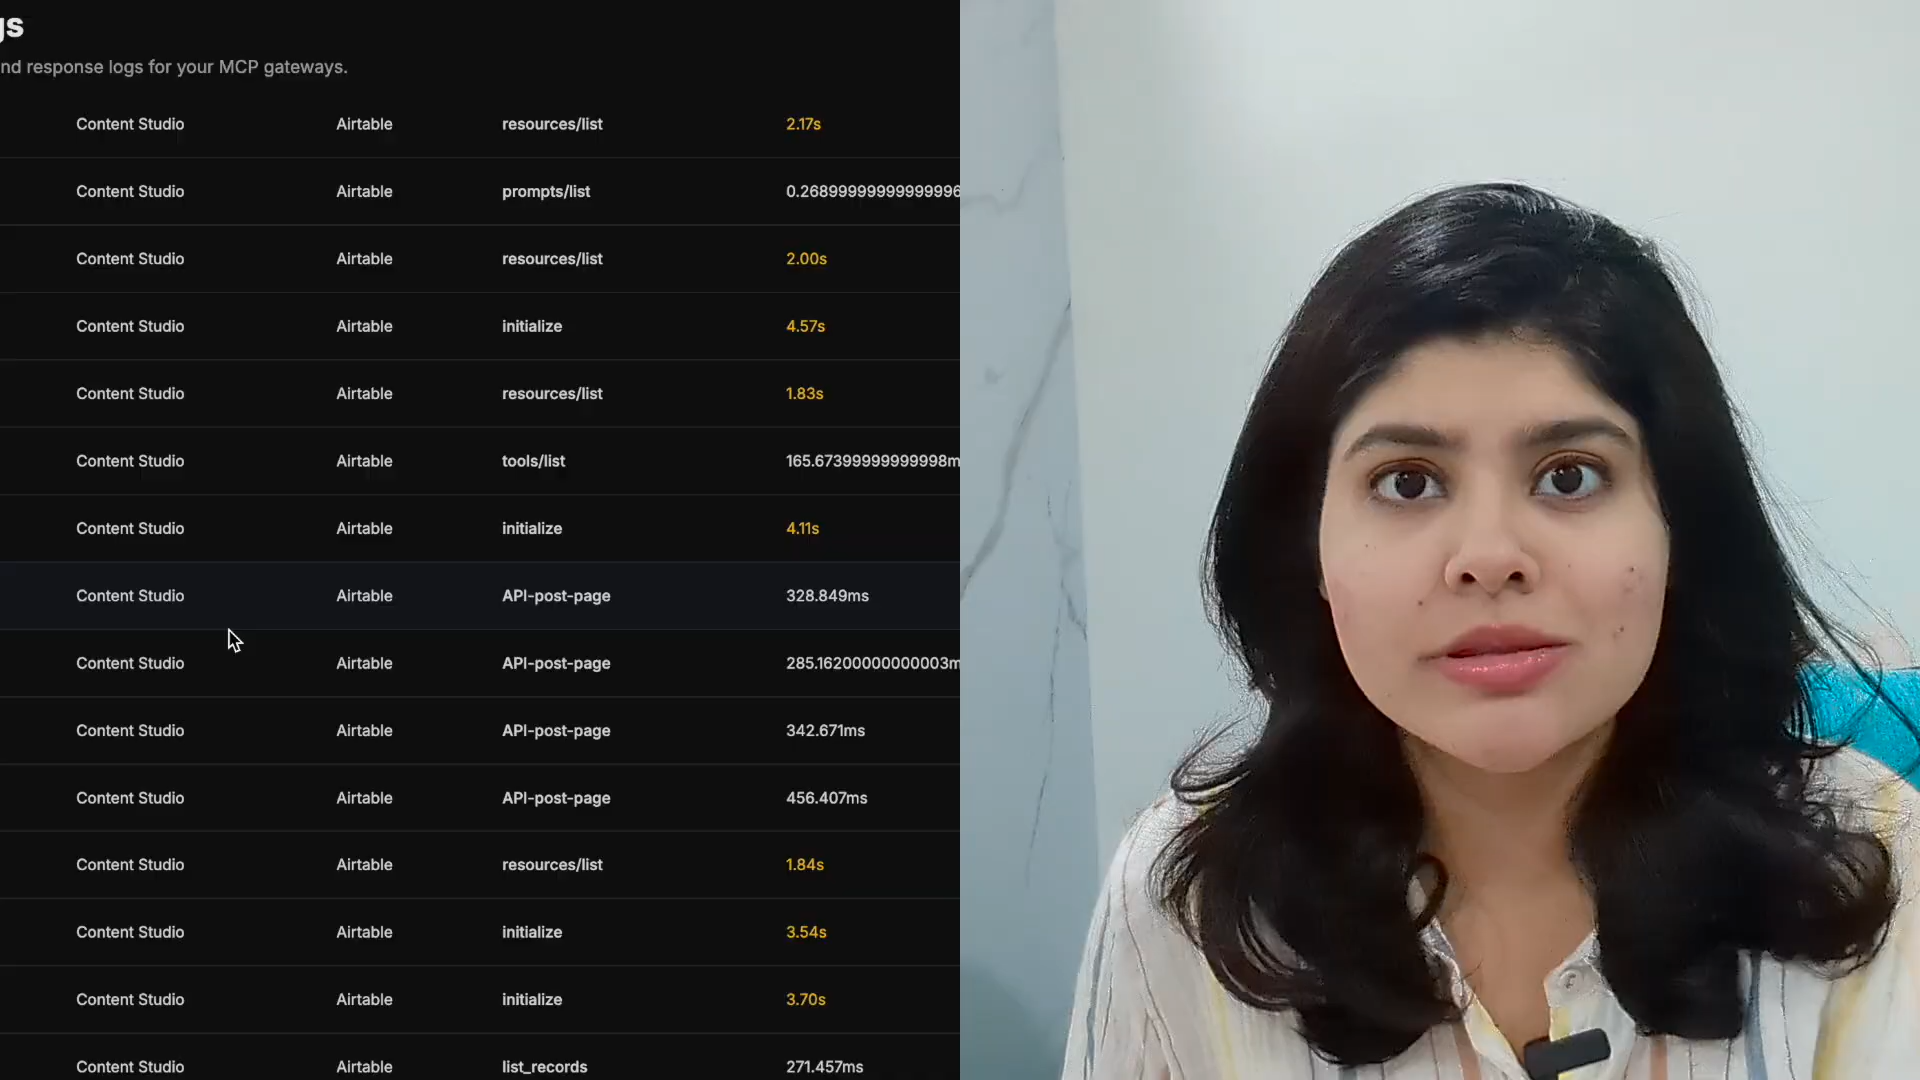 gs
nd response logs for your MCP gateways.
Content Studio Airtable resources/list 2.17s
Content Studio Airtable prompts/list 0.26899999999999996
Content Studio Airtable resources/list 2.00s
Content Studio Airtable initialize 4.57s
Content Studio Airtable resources/list 1.83s
Content Studio Airtable tools/list 165.67399999999998m
Content Studio Airtable initialize 4.11s
Content Studio Airtable API-post-page 328.849ms
Content Studio Airtable API-post-page 285.16200000000003m
Content Studio Airtable API-post-page 342.671ms
Content Studio Airtable API-post-page 456.407ms
Content Studio Airtable resources/list 1.84s
Content Studio Airtable initialize 3.54s
Content Studio Airtable initialize 3.70s
Content Studio Airtable list_records 271.457ms